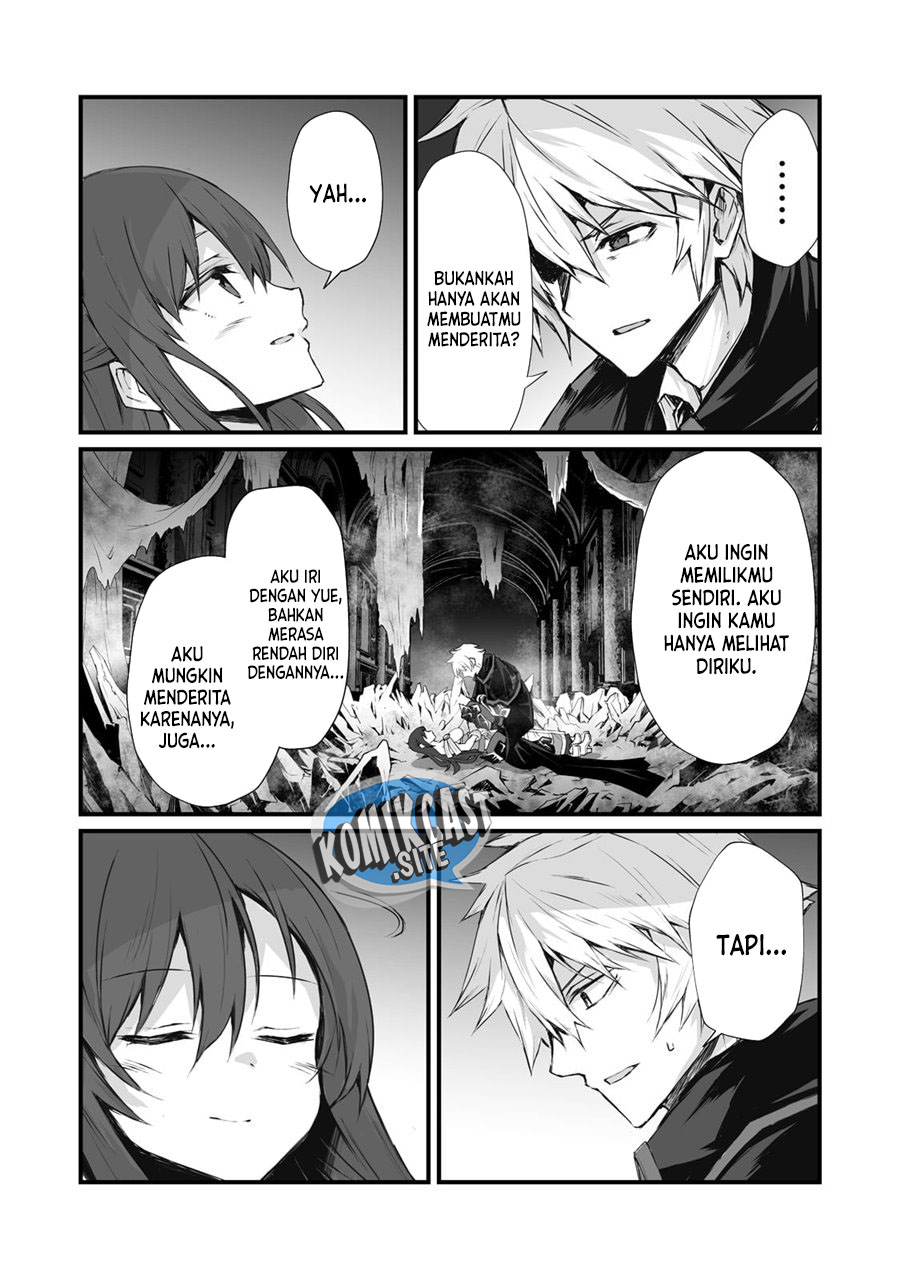 ......
BUKANKAH
HANYA AKAN
MEMBUATMU
MENDERITA?
YAH...
AKU INGIN
MEMILIKMU
SENDIRI. AKU
INGIN KAMU
HANYA MELIHAT
DIRIKU.
AKU IRI
DENGAN YUE,
BAHKAN
MERASA
RENDAH DIRI
DENGANNYA...
AKU
MUNGKIN
MENDERITA
KARENANYA,
JUGA...
KOMIKCAST
.SITE
TAPI...